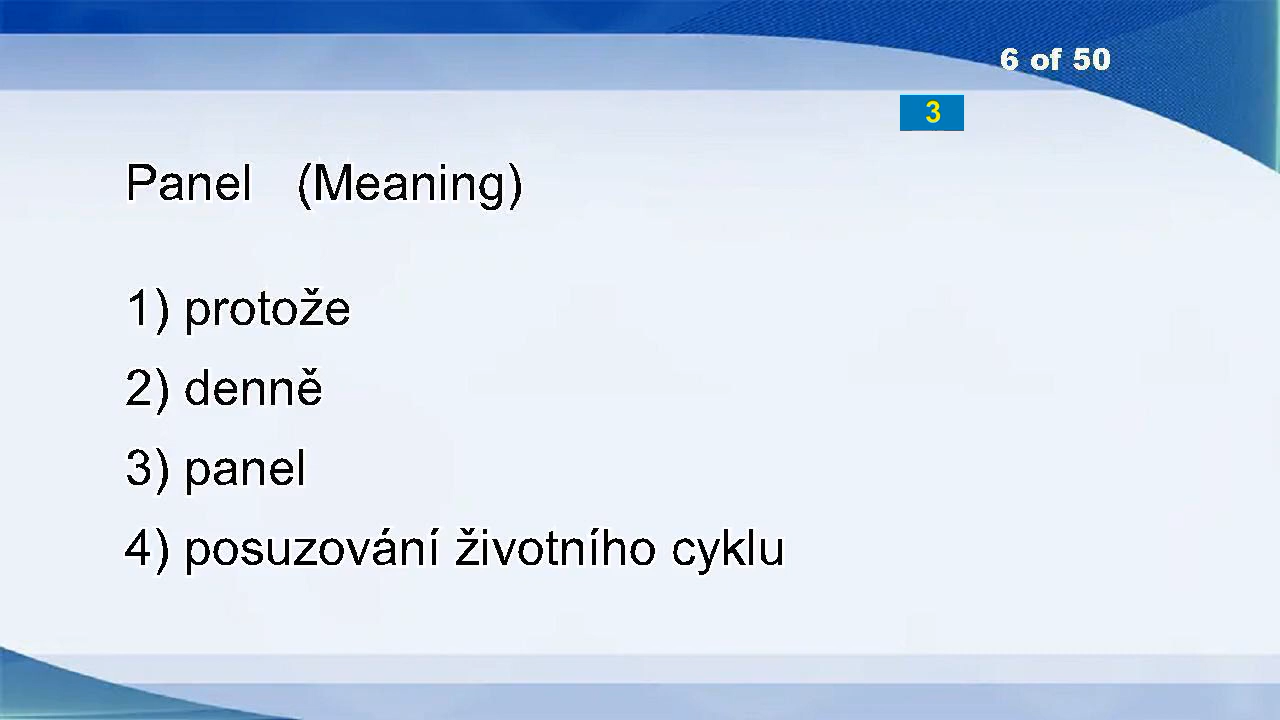 6 of 50
3
Panel (Meaning)
1) protože
2) denně
3) panel
4) posuzování životního cyklu